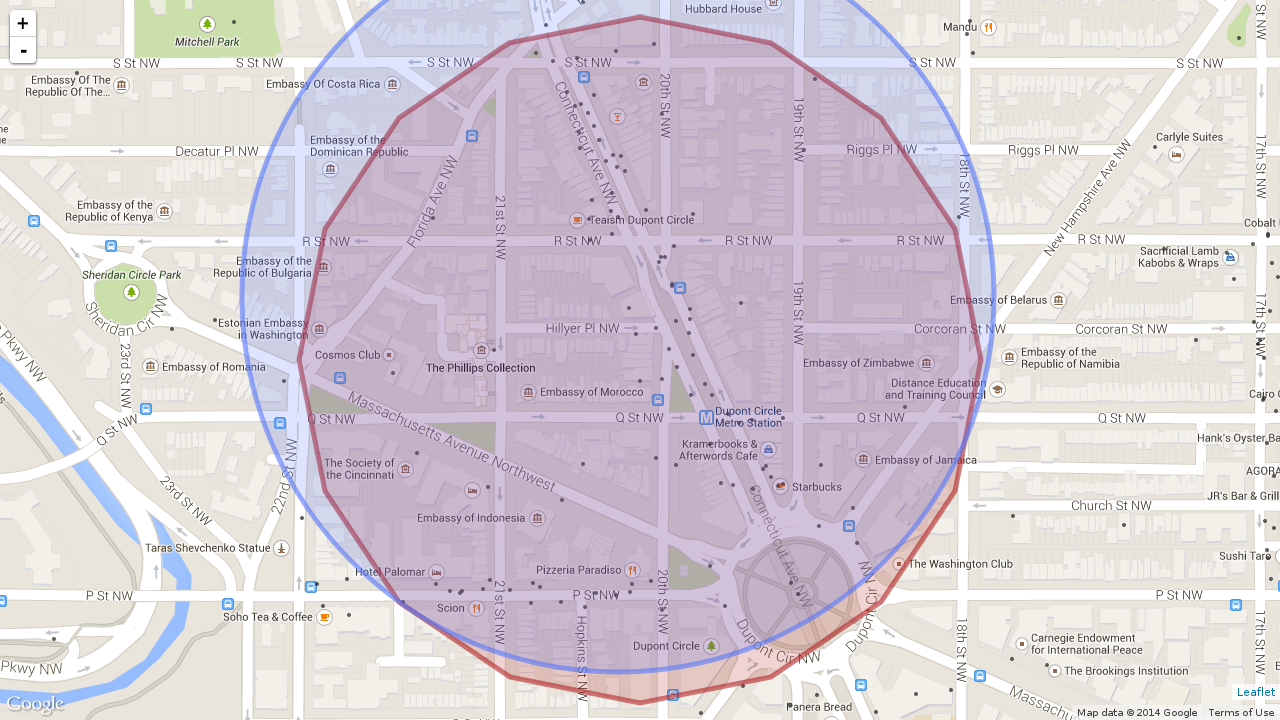 +
-
Mitchell Park
Hubbard House
Mandu
S St NW
S St NW
S St NW
S St NW
S St NW
S St NW
Embassy Of The
Republic Of The...
Embassy Of Costa Rica
20th St NW
19th St NW
17th St NW
Connecticut Ave NW
Embassy of the
Dominican Republic
Decatur Pl NW
Riggs Pl NW
Riggs Pl NW
Carlyle Suites
18th St NW
17th St NW
New Hampshire Ave NW
Florida Ave NW
21st St NW
Embassy of the
Republic of Kenya
Teaism Dupont Circle
Cobalt
R St NW
R St NW
R St NW
R St NW
R St NW
Sacrificial Lamb
Kabobs & Wraps
Embassy of the
Republic of Bulgaria
Sheridan Circle Park
Sheridan Cir NW
Embassy of Belarus
19th St NW
17th St NW
Estonian Embassy
in Washington
Hillyer Pl NW
Corcoran St NW
Corcoran St NW
Pkwy NW
23rd St NW
Embassy of Romania
Cosmos Club
The Phillips Collection
Embassy of Zimbabwe
Embassy of the
Republic of Namibia
Distance Education
and Training Council
Embassy of Morocco
Cairo
Massachusetts Avenue Northwest
Q St NW
Q St NW
Q St NW
Q St NW
Q St NW
M
Dupont Circle
Metro Station
Hank's Oyster Ba
Kramerbooks &
Afterwords Cafe
Embassy of Jamaica
The Society of
the Cincinnati
AGORA
22nd St NW
23rd St NW
Starbucks
JR's Bar & Grill
Church St NW
Connecticut Ave NW
Embassy of Indonesia
Taras Shevchenko Statue
Sushi Taro
The Washington Club
Hotel Palomar
Pizzeria Paradiso
P St NW
P St NW
P St NW
21st St NW
20th St NW
Scion
Soho Tea & Coffee
Hopkins St NW
Dupont Circle
Dupont Cir NW
18th St NW
17th St NW
Carnegie Endowment
for International Peace
The Brookings Institution
Pkwy NW
Massachu
Panera Bread
Google
Leaflet
Map data © 2014 Google
Terms of Use